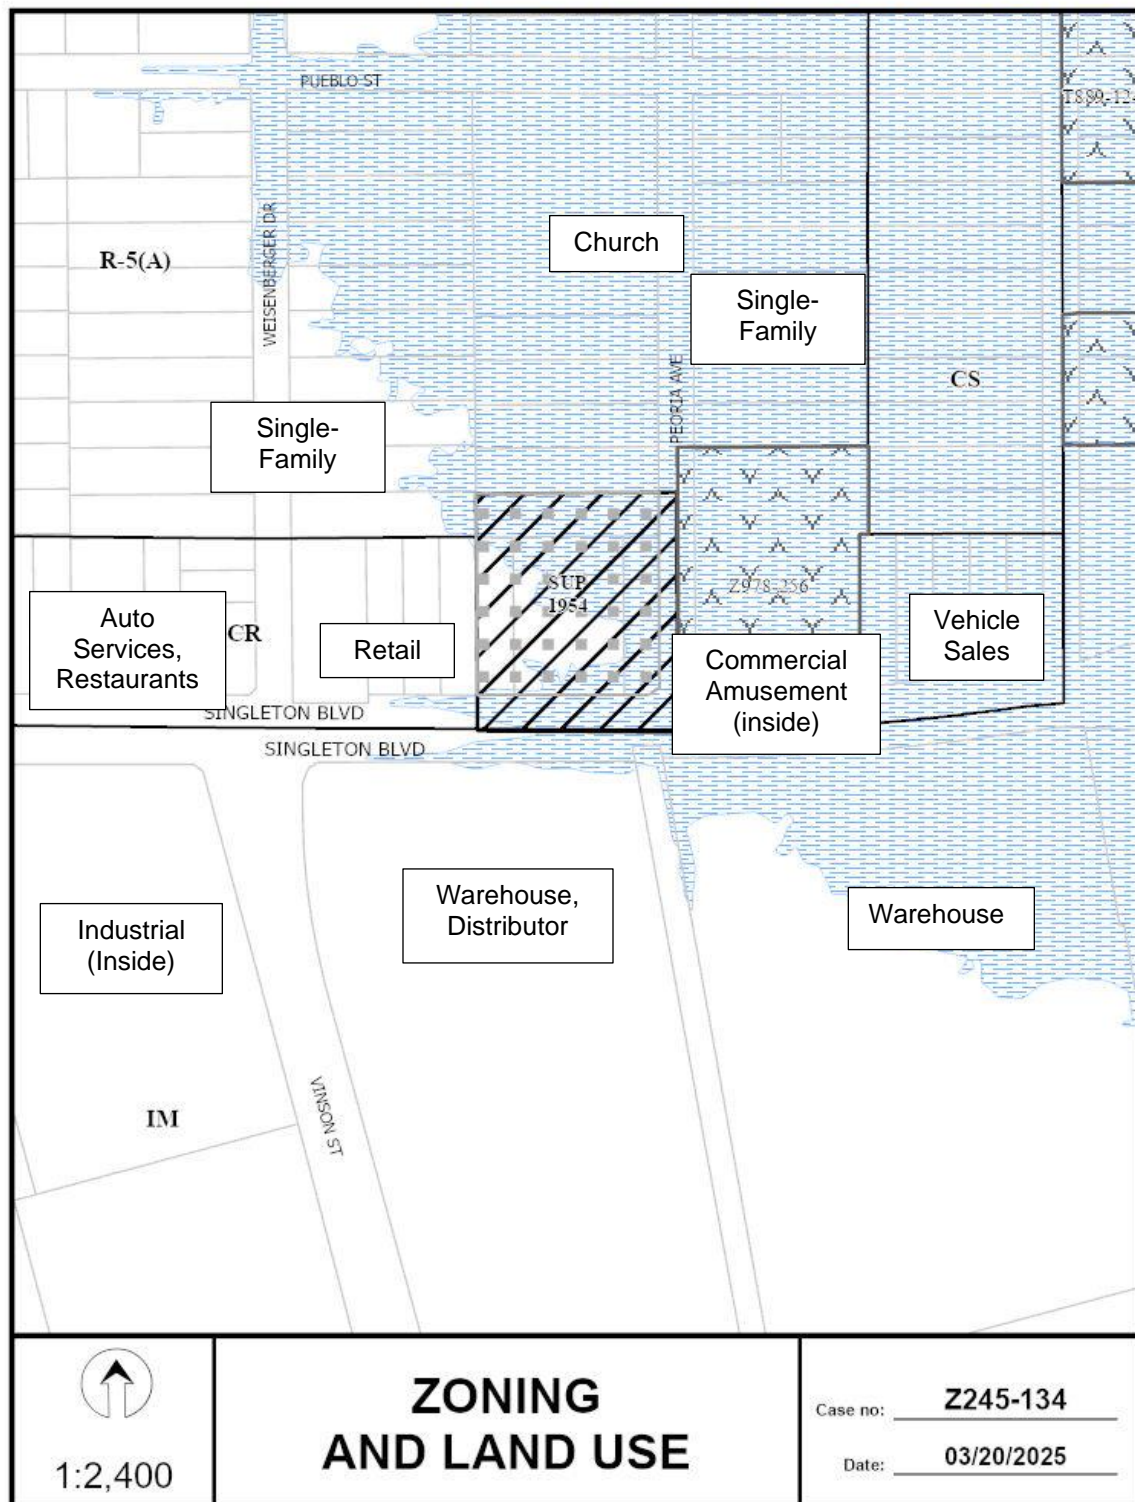 PUEBLO ST
T889-12
WEISENBERGER DR
R-5(A)
Church
Single-
Family
PEORIA AVE
CS
Single-
Family
SUP
1954
Z978-256
Auto
Services,
Restaurants
CR
Retail
Commercial
Amusement
(inside)
Vehicle
Sales
SINGLETON BLVD
SINGLETON BLVD
Industrial
(Inside)
Warehouse,
Distributor
Warehouse
IM
VINSON ST
1:2,400
ZONING
AND LAND USE
Case no: Z245-134
Date: 03/20/2025